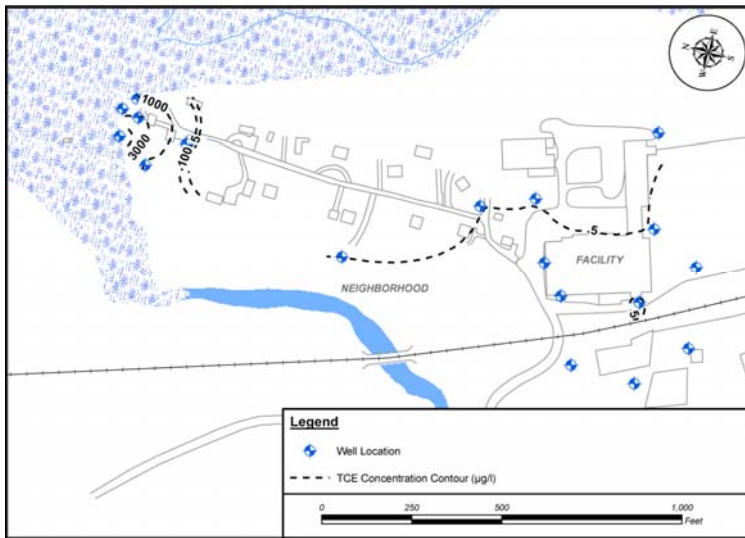 N
E
W
S
1000
3000
100
5
5
FACILITY
NEIGHBORHOOD
5
Legend
Well Location
TCE Concentration Contour (µg/l)
0 250 500 1,000
Feet